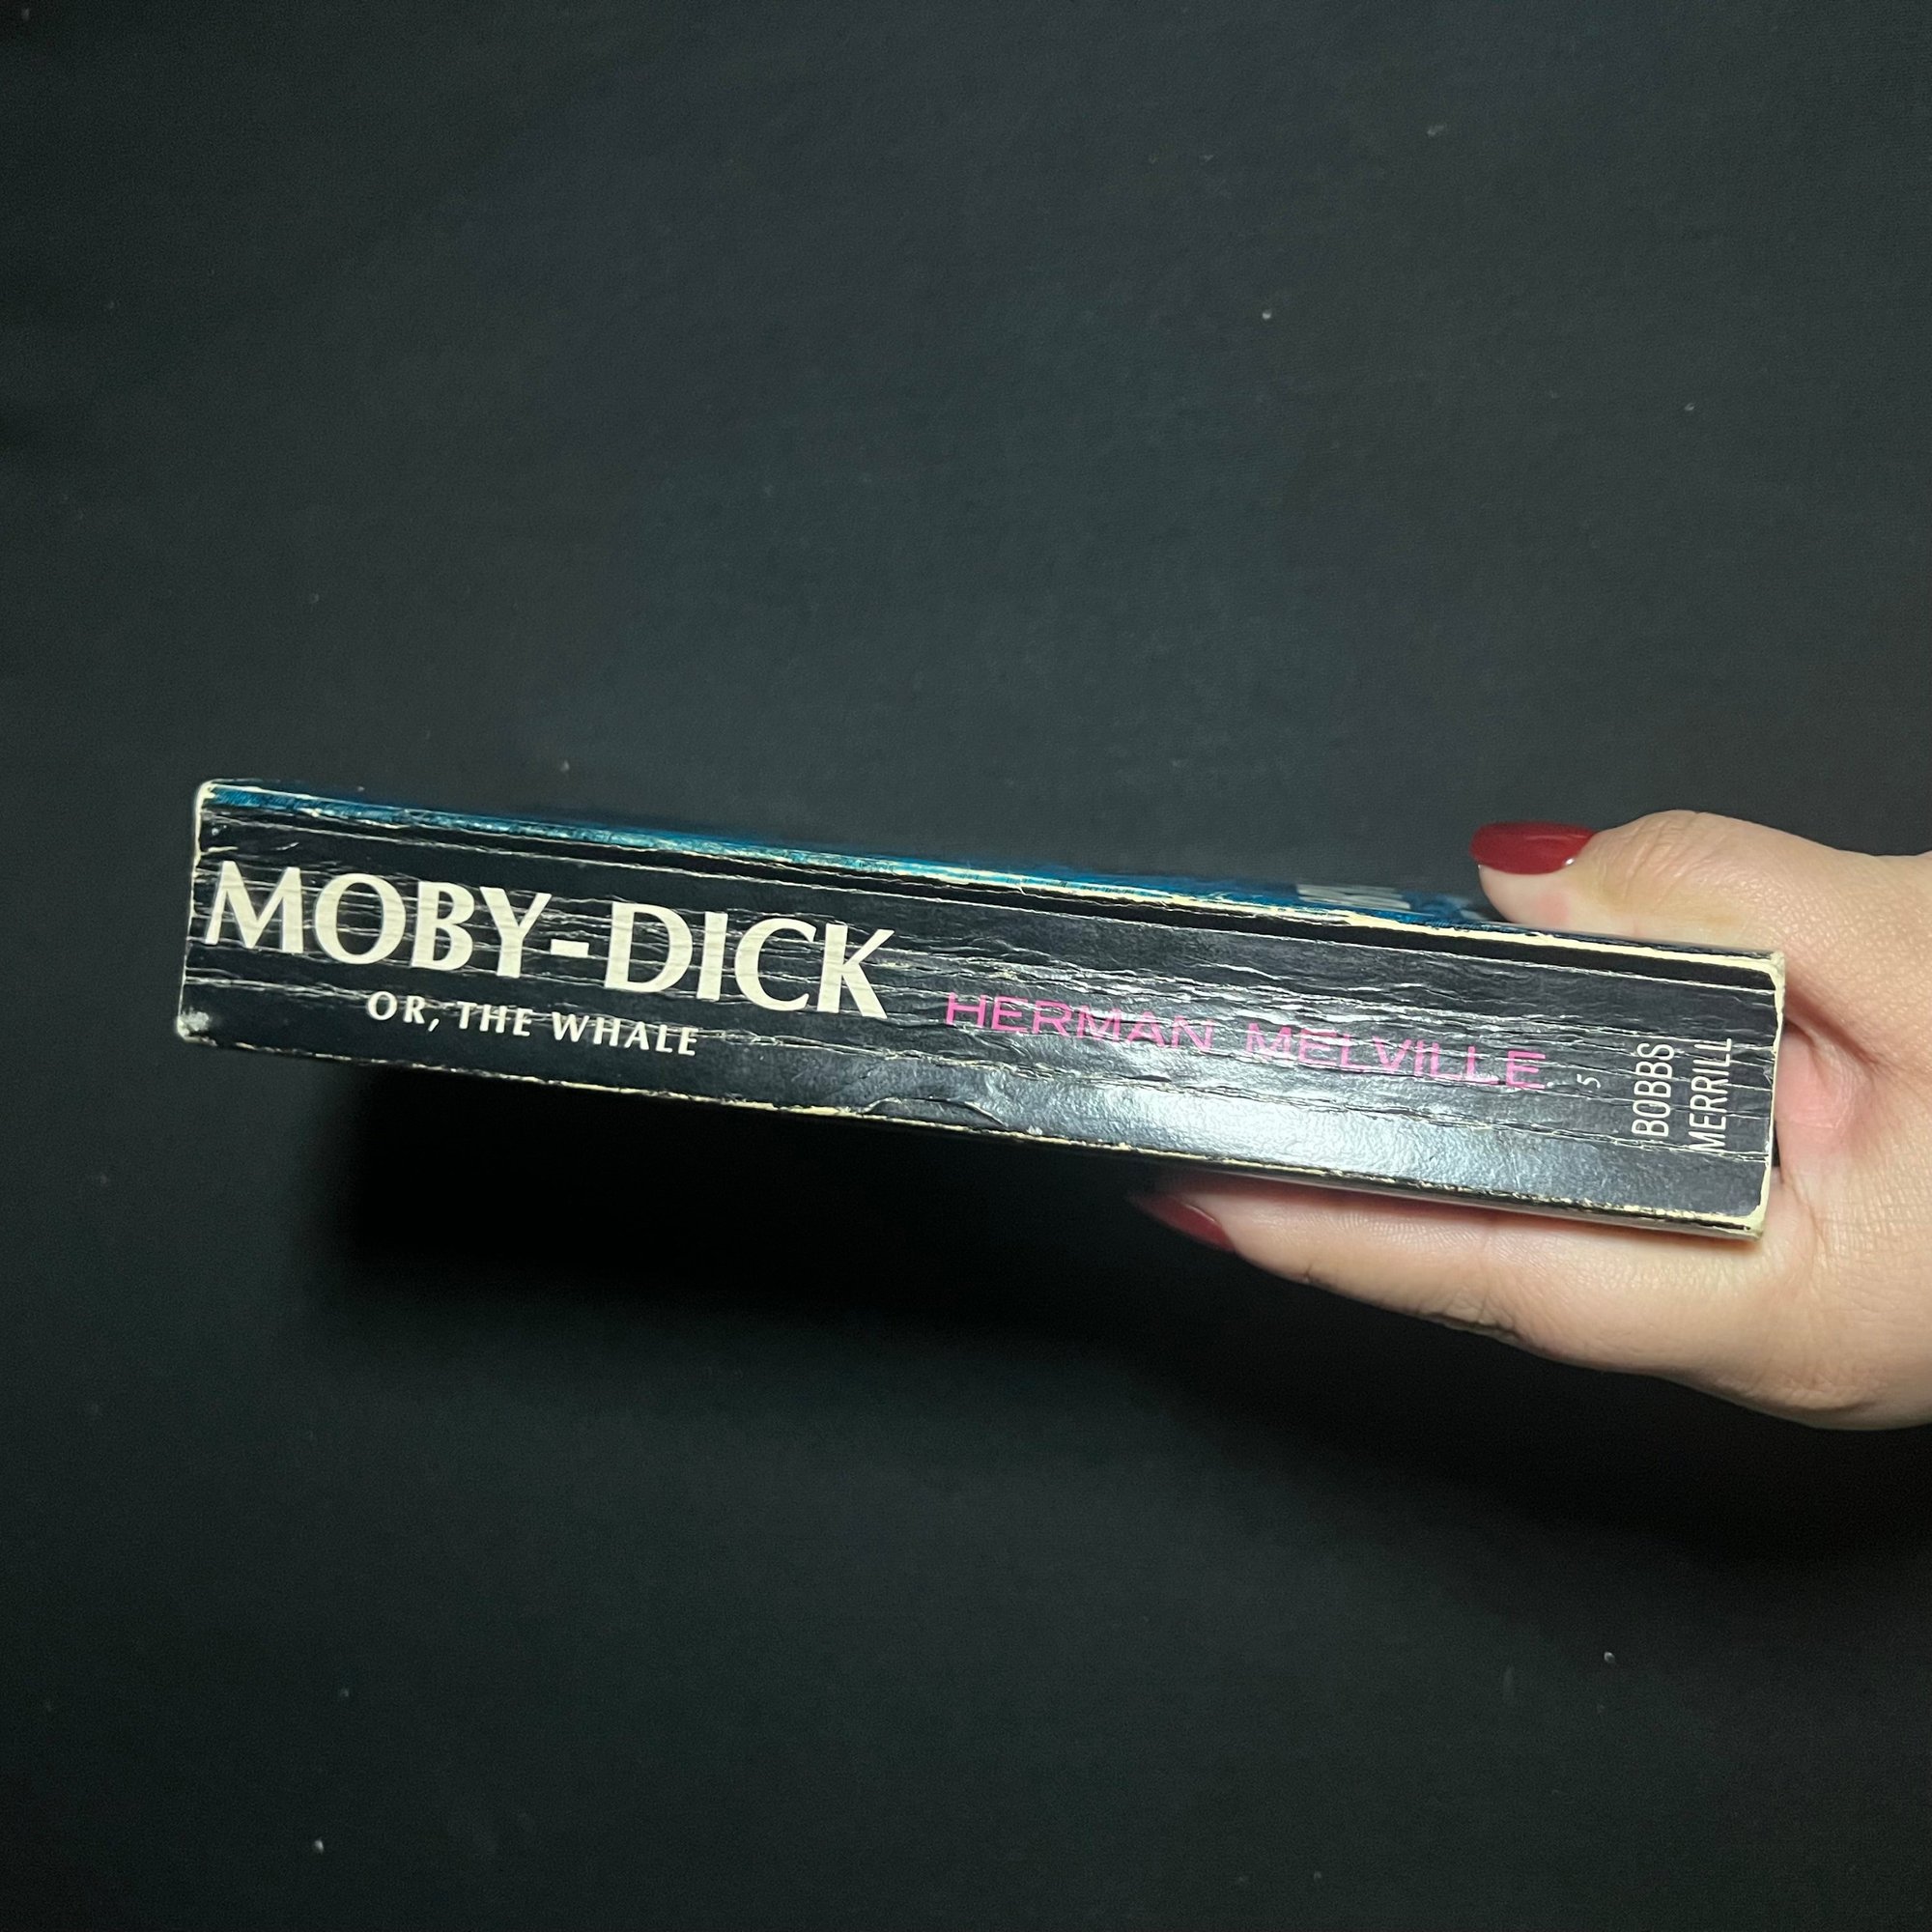 MOBY-DICK
OR, THE WHALE
HERMAN MELVILLE
5
BOBBS
MERRILL